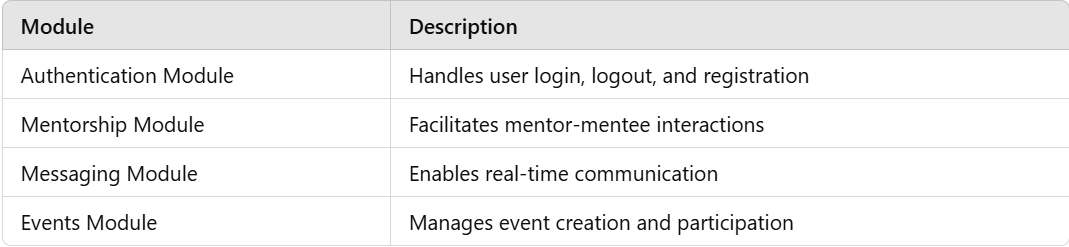 Module Description
Authentication Module Handles user login, logout, and registration
Mentorship Module Facilitates mentor-mentee interactions
Messaging Module Enables real-time communication
Events Module Manages event creation and participation